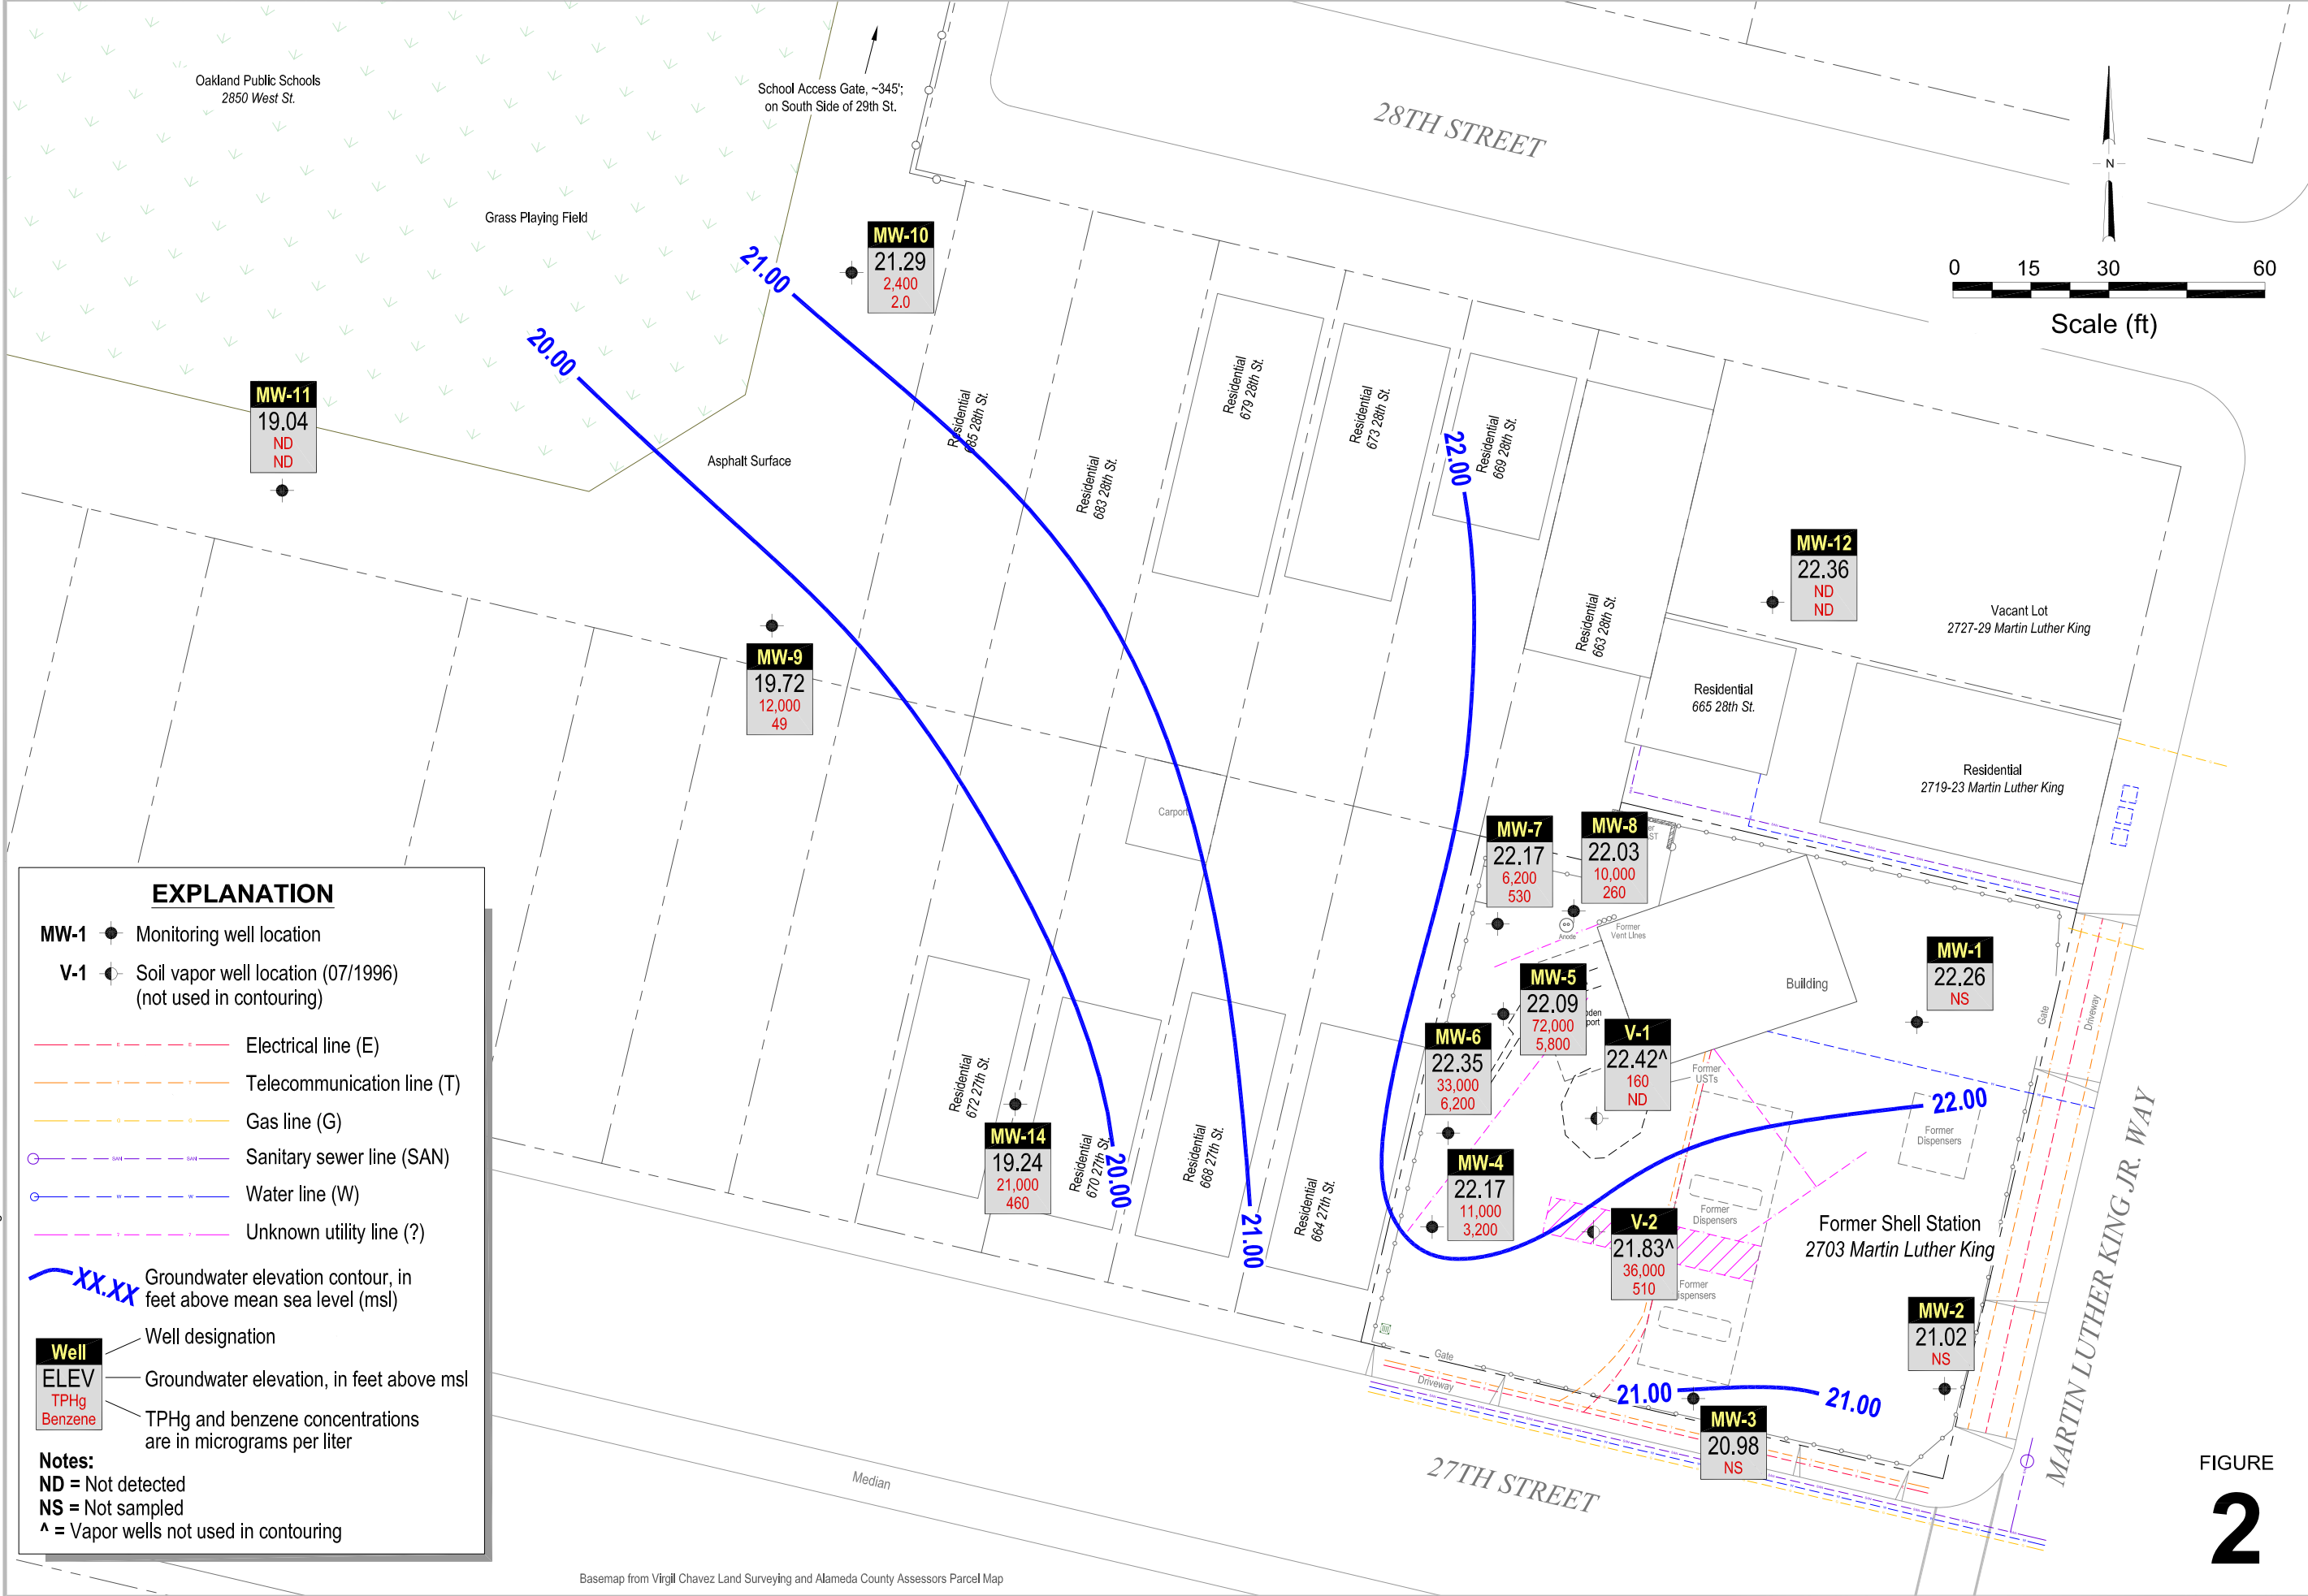 Oakland Public Schools
2850 West St.
School Access Gate, ~345';
on South Side of 29th St.
28TH STREET
N
0 15 30 60
Scale (ft)
Grass Playing Field
MW-10
21.29
2,400
2.0
21.00
20.00
MW-11
19.04
ND
ND
Asphalt Surface
Residential
685 28th St.
Residential
683 28th St.
Residential
679 28th St.
Residential
673 28th St.
22.00
Residential
669 28th St.
Residential
663 28th St.
MW-12
22.36
ND
ND
Vacant Lot
2727-29 Martin Luther King
Residential
665 28th St.
Residential
2719-23 Martin Luther King
MW-9
19.72
12,000
49
Carport
MW-7
22.17
6,200
530
MW-8
22.03
10,000
260
Anode
Former
Vent Lines
Building
MW-1
22.26
NS
Gate
Driveway
MW-5
22.09
72,000
5,800
MW-6
22.35
33,000
6,200
V-1
22.42^
160
ND
Former
USTs
22.00
Former
Dispensers
MW-4
22.17
11,000
3,200
V-2
21.83^
36,000
510
Former
Dispensers
Former
Former Shell Station
2703 Martin Luther King
MW-2
21.02
NS
21.00
21.00
MW-3
20.98
NS
Gate
Driveway
Residential
672 27th St.
MW-14
19.24
21,000
460
Residential
670 27th St.
20.00
Residential
668 27th St.
21.00
Residential
664 27th St.
27TH STREET
MARTIN LUTHER KING JR. WAY
Median
EXPLANATION
MW-1 Monitoring well location
V-1 Soil vapor well location (07/1996)
(not used in contouring)
Electrical line (E)
Telecommunication line (T)
Gas line (G)
Sanitary sewer line (SAN)
Water line (W)
Unknown utility line (?)
XX.XX Groundwater elevation contour, in
feet above mean sea level (msl)
Well
ELEV
TPHg
Benzene
Well designation
Groundwater elevation, in feet above msl
TPHg and benzene concentrations
are in micrograms per liter
Notes:
ND = Not detected
NS = Not sampled
^ = Vapor wells not used in contouring
Basemap from Virgil Chavez Land Surveying and Alameda County Assessors Parcel Map
FIGURE
2